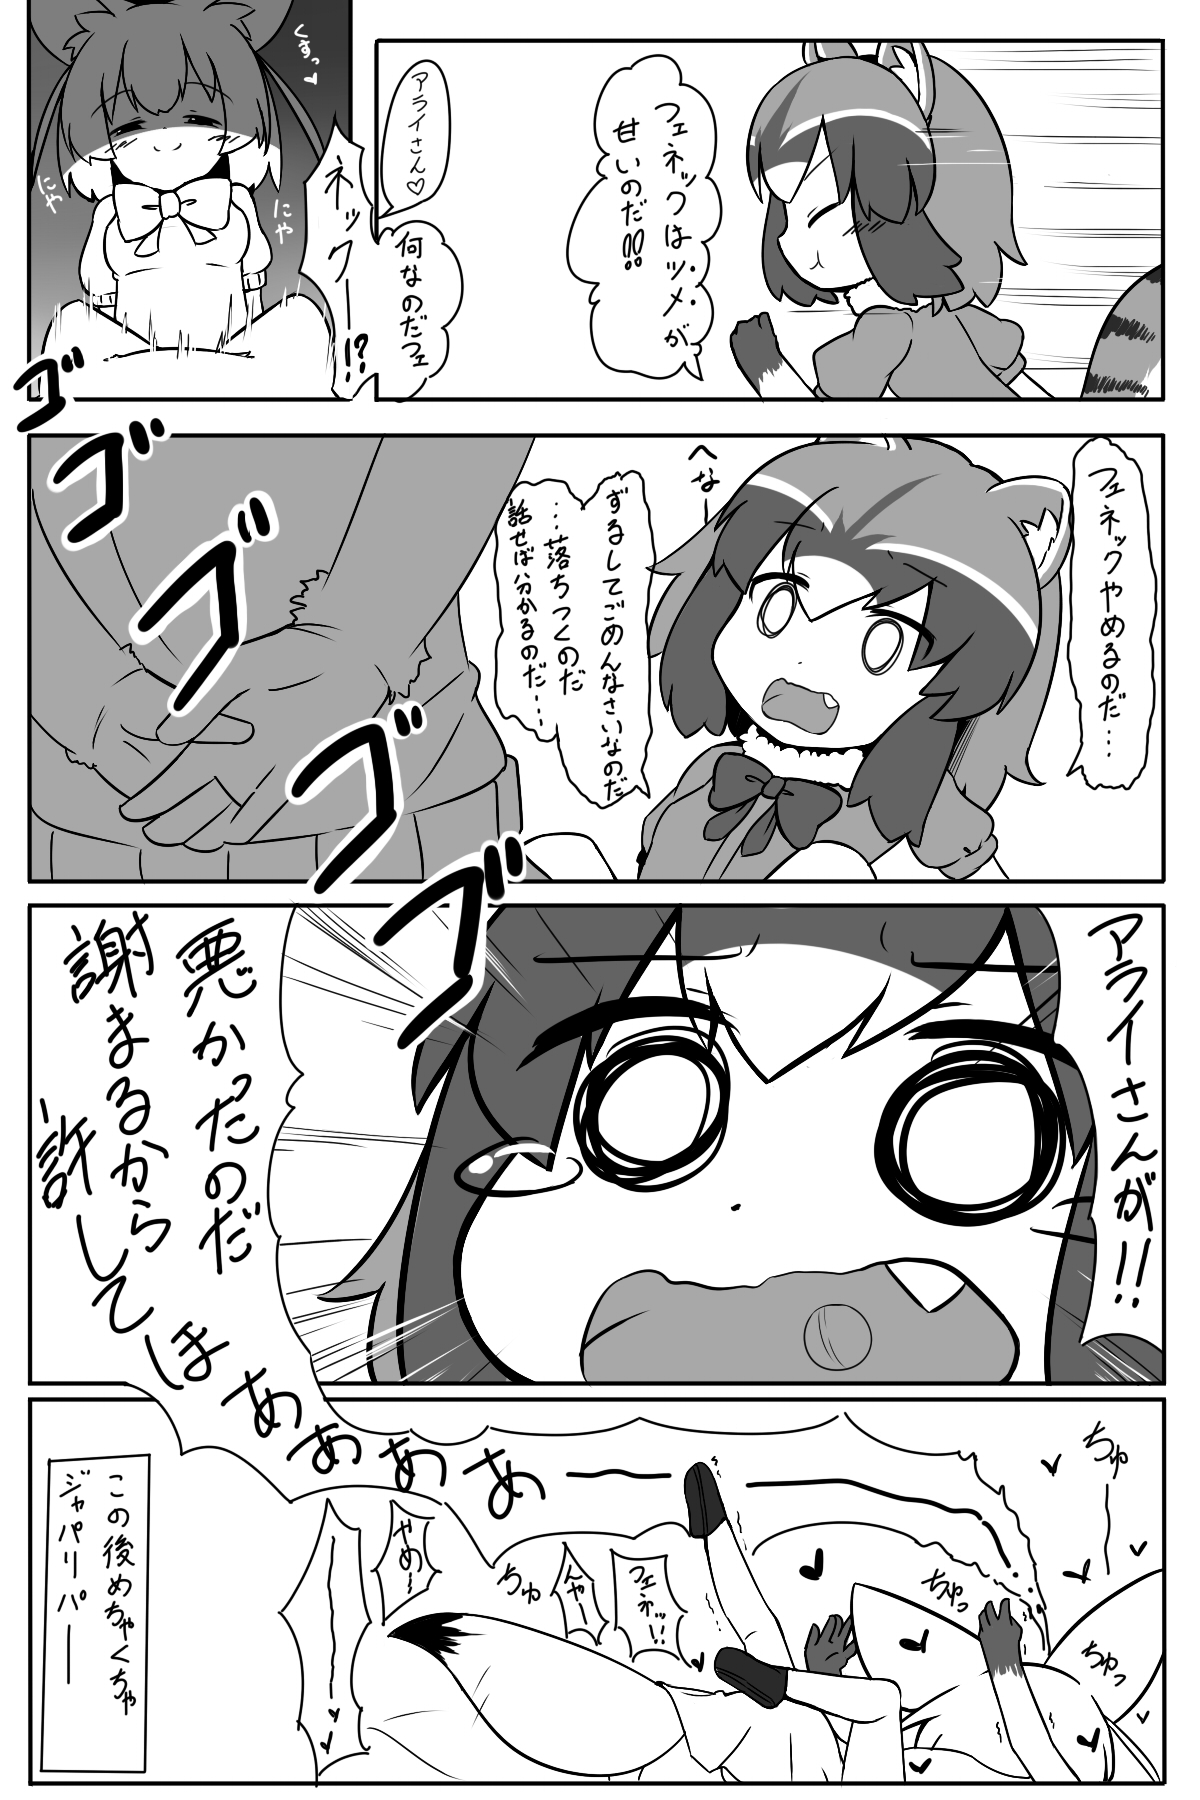 フェネックはツメが
甘いのだ!!
アライさん♡
何なのだフェ
ネックー!?
くすっ♥
にや
にや
ゴゴゴゴゴ
フェネックやめるのだ…
へなー
ずるしてごめんなさいなのだ
…落ちつくのだ
話せば分かるのだ…
アライさんが!!
悪かったのだ
謝まるから
許して
ほああああーー
ちゅー
ちゅっ
ちゅっ
フェネッ!!
んゃー
ちゅ
やめー
この後めちゃくちゃ
ジャパリパー